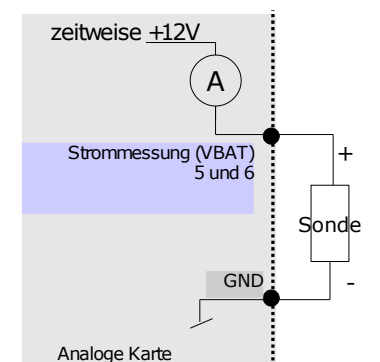 zeitweise +12V
A
Strommessung (VBAT)
5 und 6
+
Sonde
GND
-
Analoge Karte